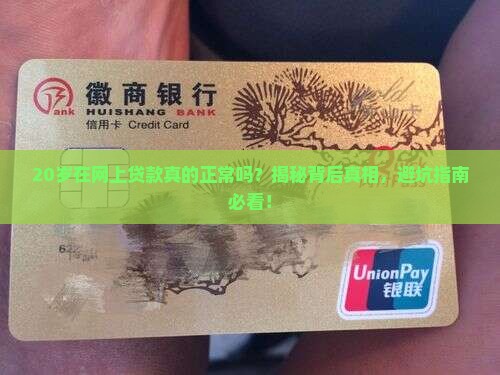 徽商银行
HUISHANG BANK
信用卡 Credit Card
20岁在网上贷款真的正常吗？揭秘背后真相，避坑指南
必看！
UnionPay
银联